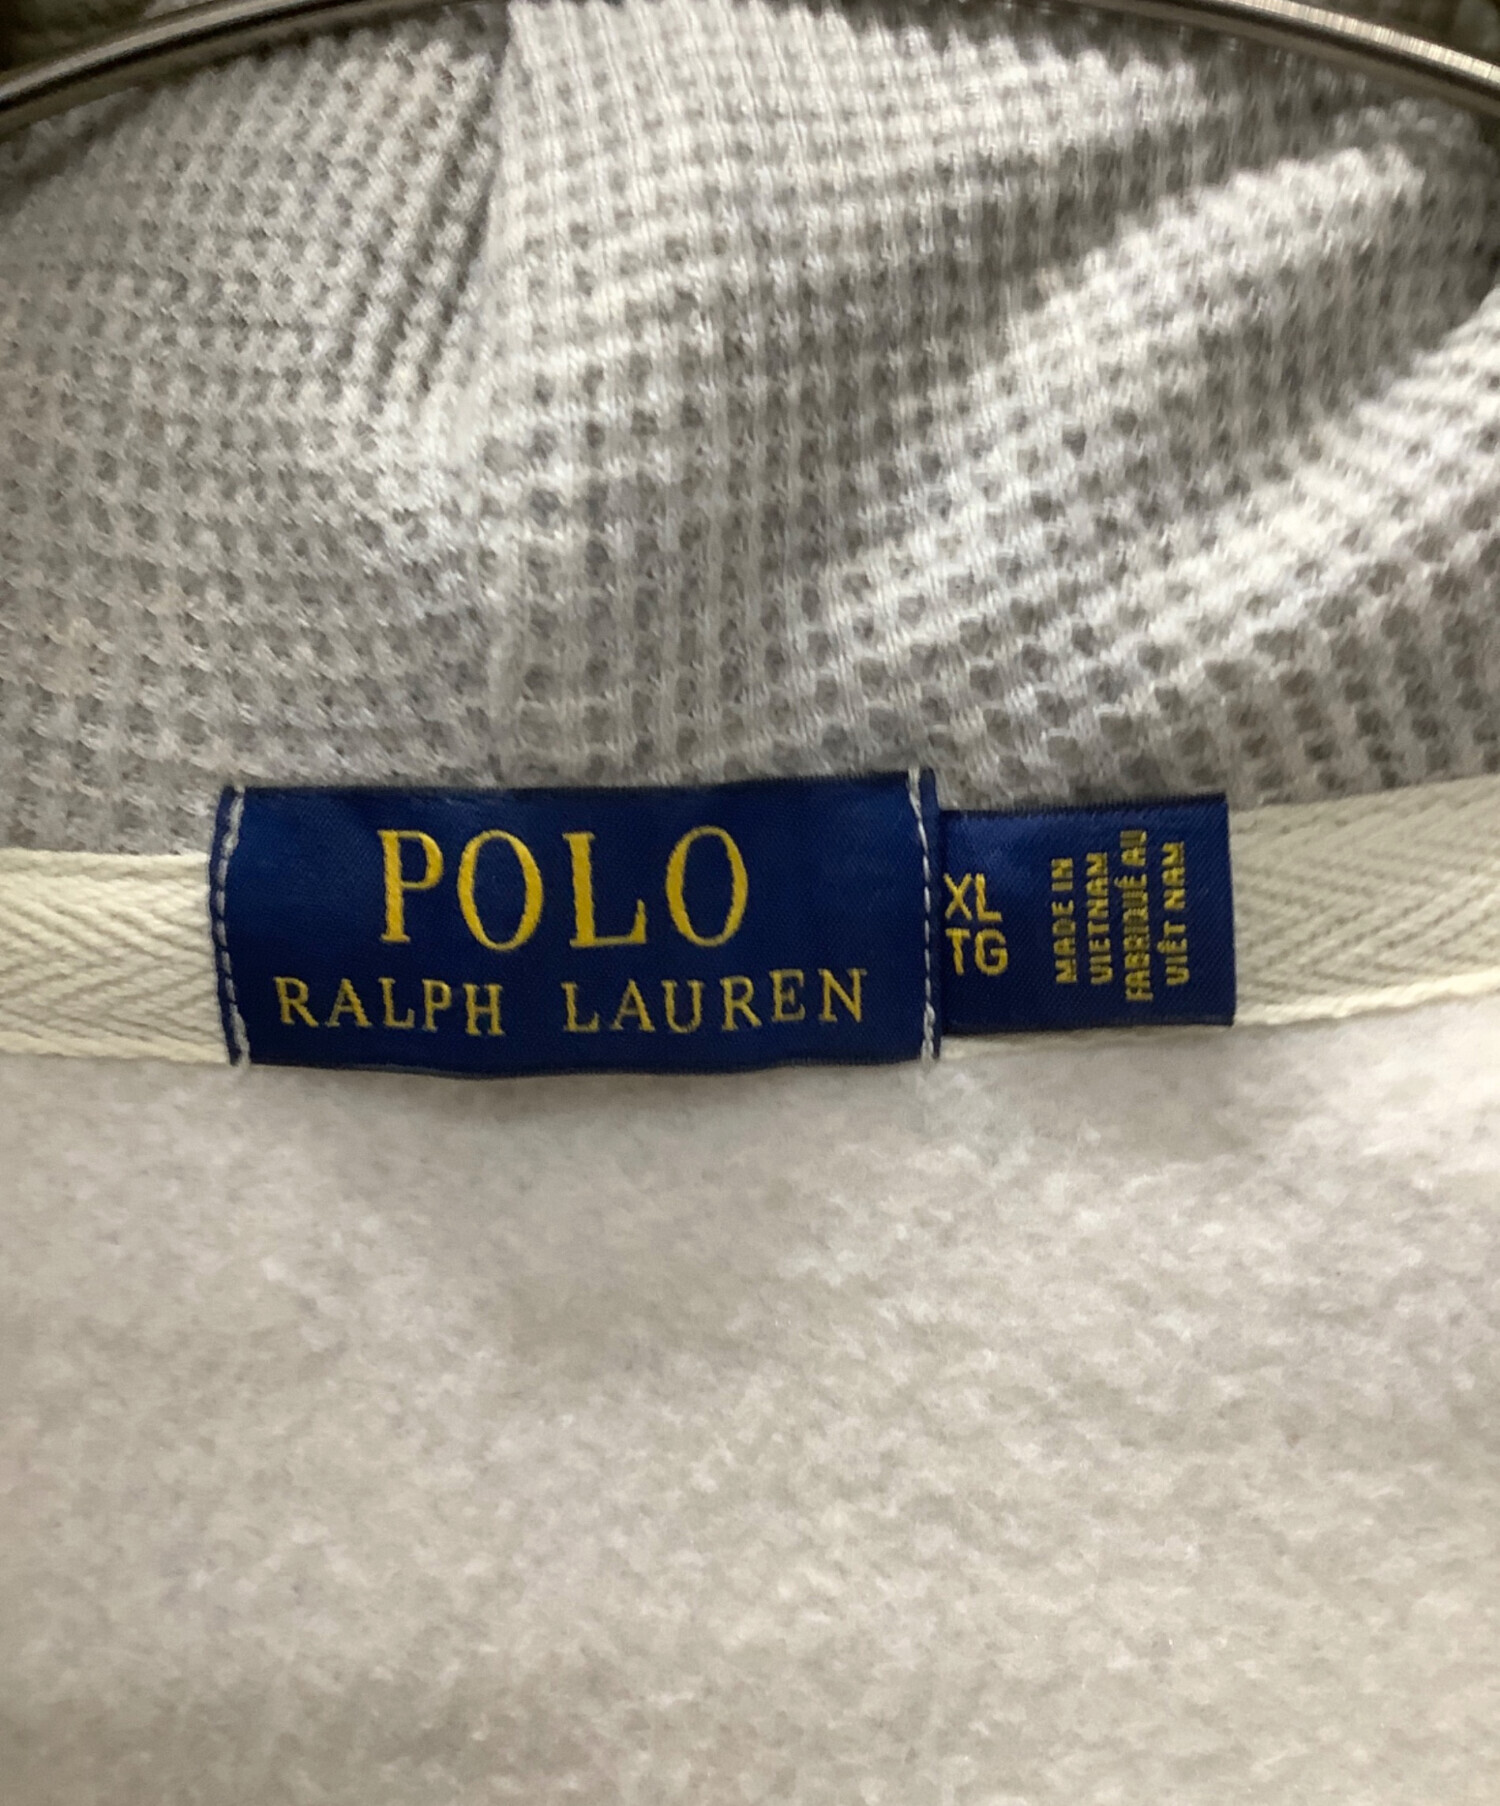 POLO
RALPH LAUREN
XL
TG
MADE IN
VIETNAM
FABRIQUÉ AU
VIÊT NAM